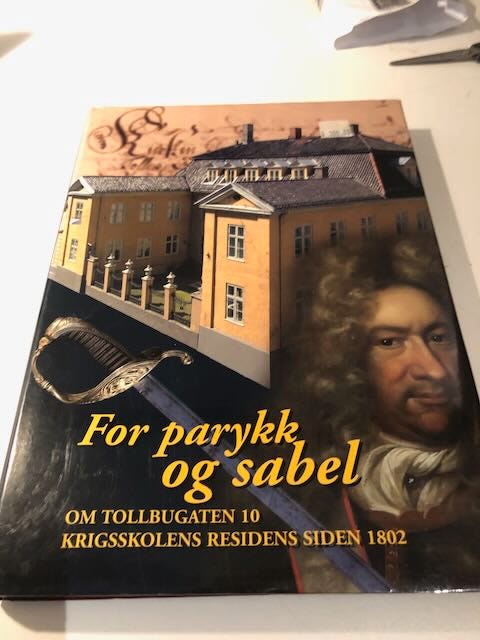 For parykk
og sabel
OM TOLLBUGATEN 10
KRIGSSKOLENS RESIDENS SIDEN 1802